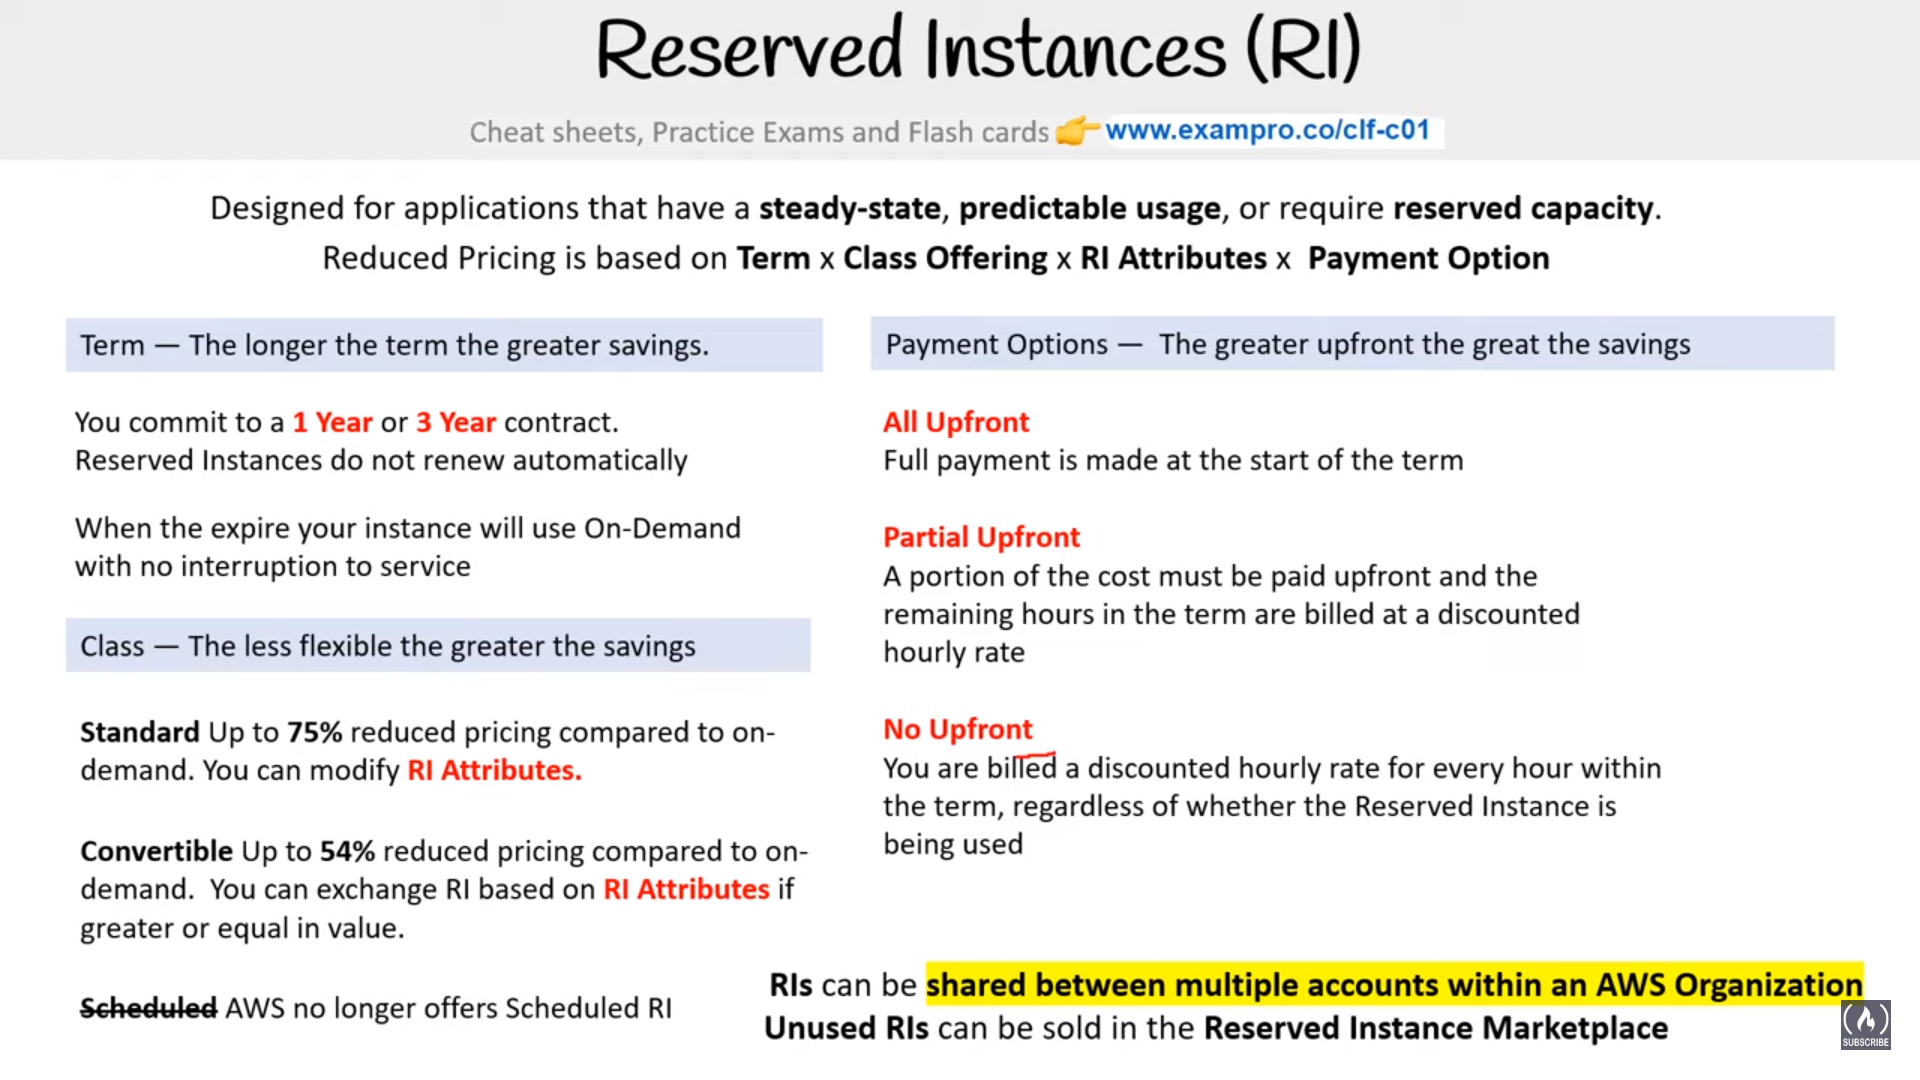 Reserved Instances (RI)
Cheat sheets, Practice Exams and Flash cards 👉 www.exampro.co/clf-c01
Designed for applications that have a steady-state, predictable usage, or require reserved capacity.
Reduced Pricing is based on Term x Class Offering x RI Attributes x Payment Option
Term — The longer the term the greater savings.
You commit to a 1 Year or 3 Year contract.
Reserved Instances do not renew automatically
When the expire your instance will use On-Demand
with no interruption to service
Class — The less flexible the greater the savings
Standard Up to 75% reduced pricing compared to on-
demand. You can modify RI Attributes.
Convertible Up to 54% reduced pricing compared to on-
demand. You can exchange RI based on RI Attributes if
greater or equal in value.
Scheduled AWS no longer offers Scheduled RI
Payment Options — The greater upfront the great the savings
All Upfront
Full payment is made at the start of the term
Partial Upfront
A portion of the cost must be paid upfront and the
remaining hours in the term are billed at a discounted
hourly rate
No Upfront
You are billed a discounted hourly rate for every hour within
the term, regardless of whether the Reserved Instance is
being used
RIs can be shared between multiple accounts within an AWS Organization
Unused RIs can be sold in the Reserved Instance Marketplace
SUBSCRIBE